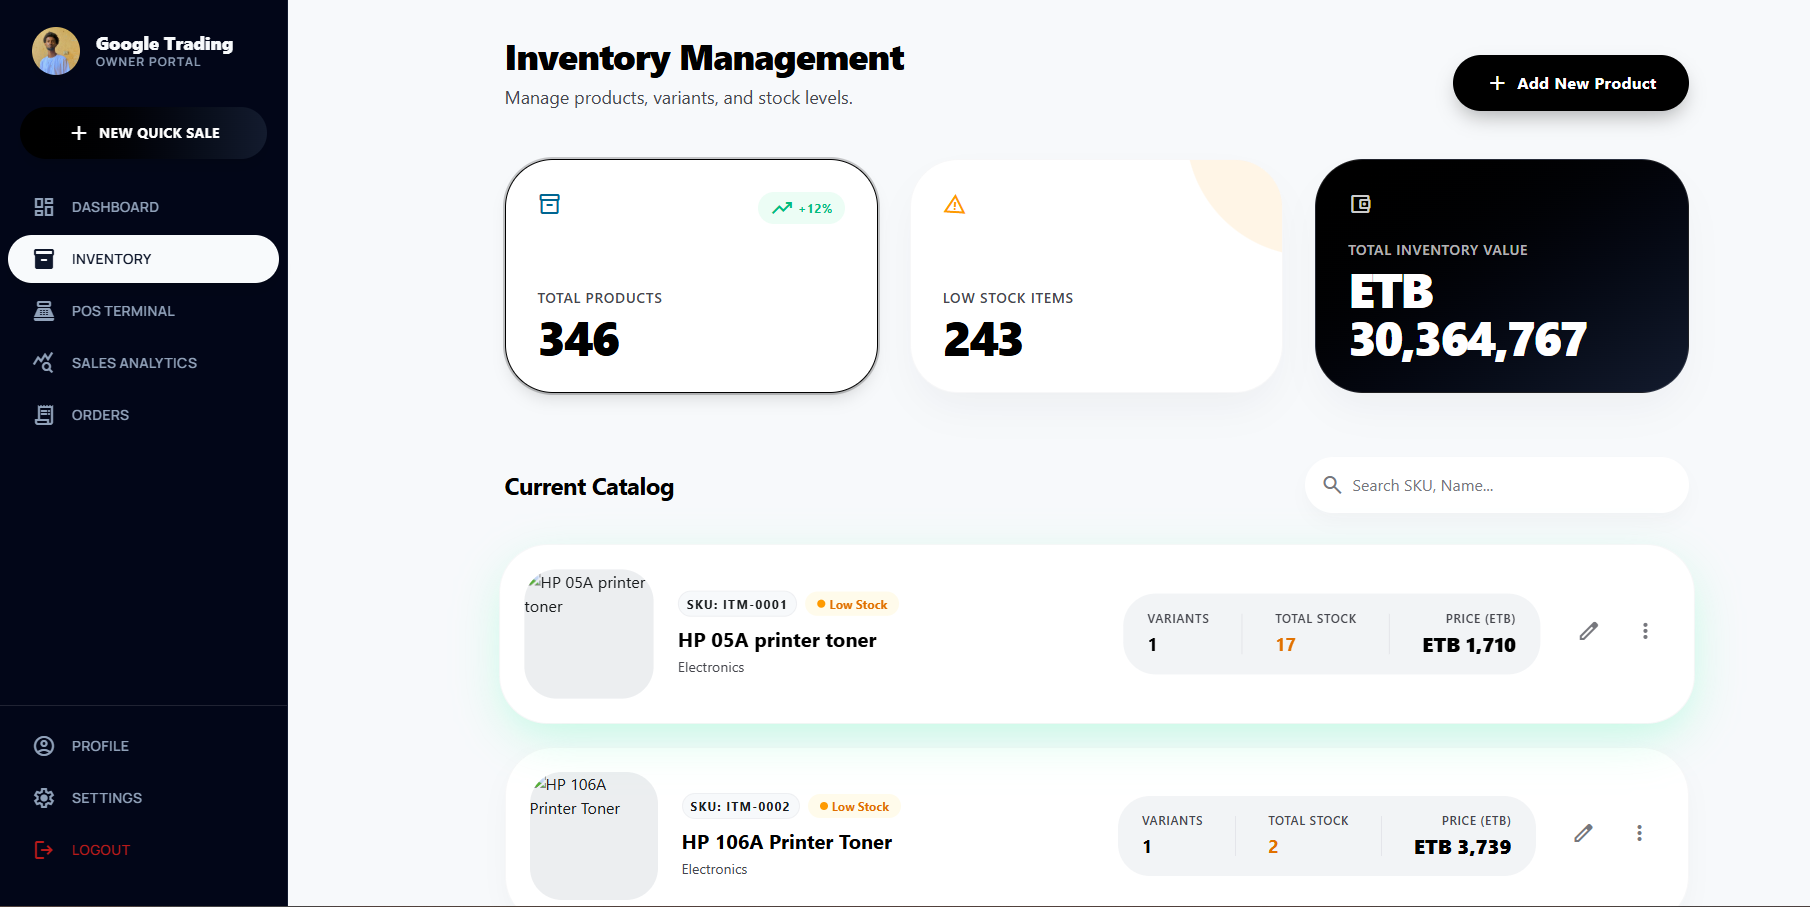 Google Trading
OWNER PORTAL
NEW QUICK SALE
DASHBOARD
INVENTORY
POS TERMINAL
SALES ANALYTICS
ORDERS
PROFILE
SETTINGS
LOGOUT
Inventory Management
Manage products, variants, and stock levels.
Add New Product
+12%
TOTAL PRODUCTS
346
LOW STOCK ITEMS
243
TOTAL INVENTORY VALUE
ETB
30,364,767
Current Catalog
Search SKU, Name...
HP 05A printer
toner
SKU: ITM-0001
Low Stock
HP 05A printer toner
Electronics
VARIANTS
1
TOTAL STOCK
17
PRICE (ETB)
ETB 1,710
HP 106A
Printer Toner
SKU: ITM-0002
Low Stock
HP 106A Printer Toner
Electronics
VARIANTS
1
TOTAL STOCK
2
PRICE (ETB)
ETB 3,739